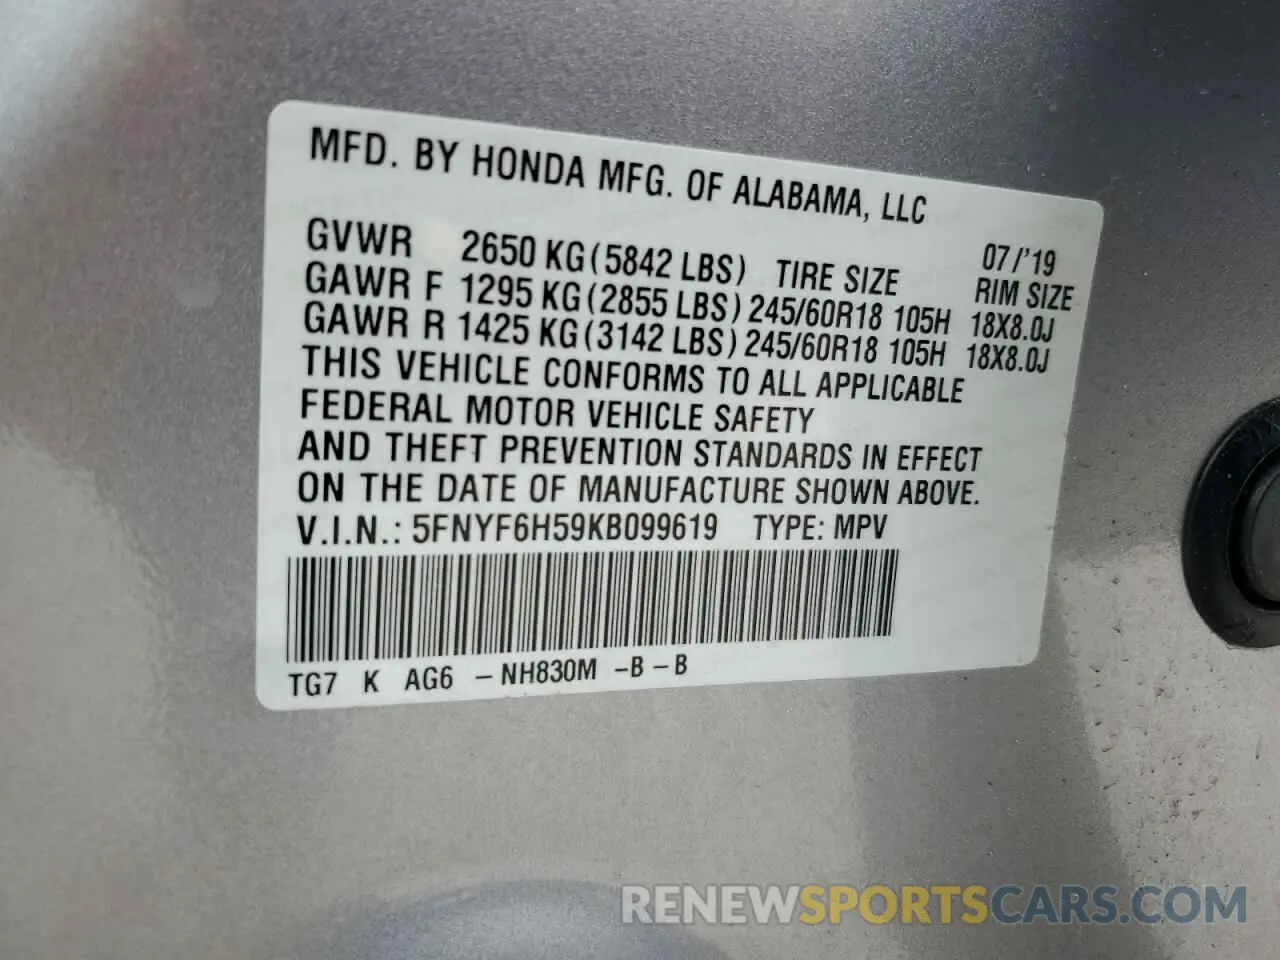 MFD. BY HONDA MFG. OF ALABAMA, LLC
07/'19
GVWR 2650 KG (5842 LBS) TIRE SIZE RIM SIZE
GAWR F 1295 KG (2855 LBS) 245/60R18 105H 18X8.0J
GAWR R 1425 KG (3142 LBS) 245/60R18 105H 18X8.0J
THIS VEHICLE CONFORMS TO ALL APPLICABLE
FEDERAL MOTOR VEHICLE SAFETY
AND THEFT PREVENTION STANDARDS IN EFFECT
ON THE DATE OF MANUFACTURE SHOWN ABOVE.
V.I.N.: 5FNYF6H59KB099619 TYPE: MPV
TG7 K AG6 -NH830M -B-B
RENEWSPORTSCARS.COM